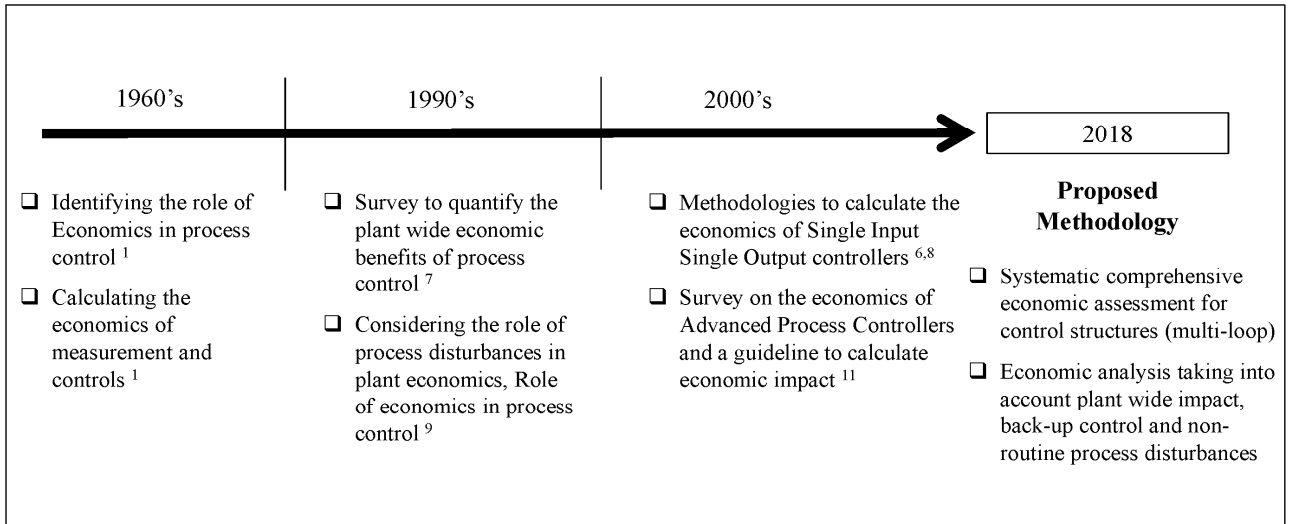 1960's
1990's
2000's
2018
❑ Identifying the role of
Economics in process
control 1
❑ Calculating the
economics of
measurement and
controls 1
❑ Survey to quantify the
plant wide economic
benefits of process
control 7
❑ Considering the role of
process disturbances in
plant economics, Role
of economics in process
control 9
❑ Methodologies to calculate the
economics of Single Input
Single Output controllers 6,8
❑ Survey on the economics of
Advanced Process Controllers
and a guideline to calculate
economic impact 11
Proposed
Methodology
❑ Systematic comprehensive
economic assessment for
control structures (multi-loop)
❑ Economic analysis taking into
account plant wide impact,
back-up control and non-
routine process disturbances